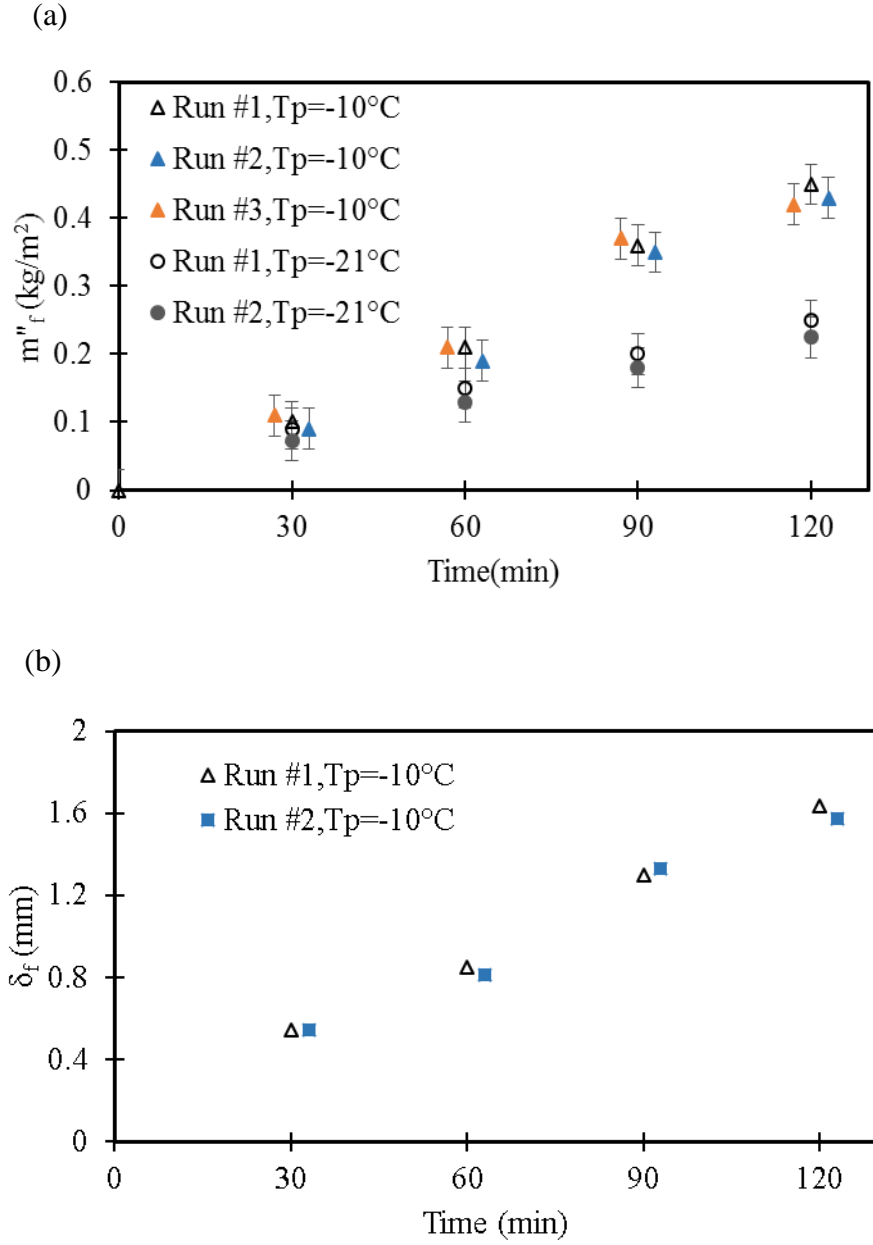 (a)
0.6
0.5
0.4
0.3
0.2
0.1
0
m"f (kg/m²)
Run #1,Tp=-10°C
Run #2,Tp=-10°C
Run #3,Tp=-10°C
Run #1,Tp=-21°C
Run #2,Tp=-21°C
0 30 60 90 120
Time(min)
(b)
2
1.6
1.2
0.8
0.4
0
δf (mm)
Run #1,Tp=-10°C
Run #2,Tp=-10°C
0 30 60 90 120
Time (min)